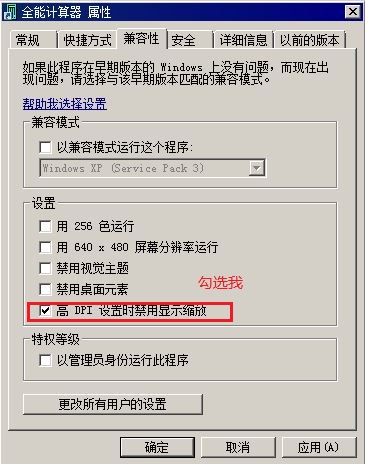 全能计算器 属性
常规 快捷方式 兼容性 安全 详细信息 以前的版本
如果此程序在早期版本的 Windows 上没有问题，而现在出
现问题，请选择与该早期版本匹配的兼容模式。
帮助我选择设置
兼容模式
以兼容模式运行这个程序:
Windows XP (Service Pack 3)
设置
用 256 色运行
用 640 x 480 屏幕分辨率运行
禁用视觉主题
勾选我
禁用桌面元素
高 DPI 设置时禁用显示缩放
特权等级
以管理员身份运行此程序
更改所有用户的设置
确定 取消 应用(A)